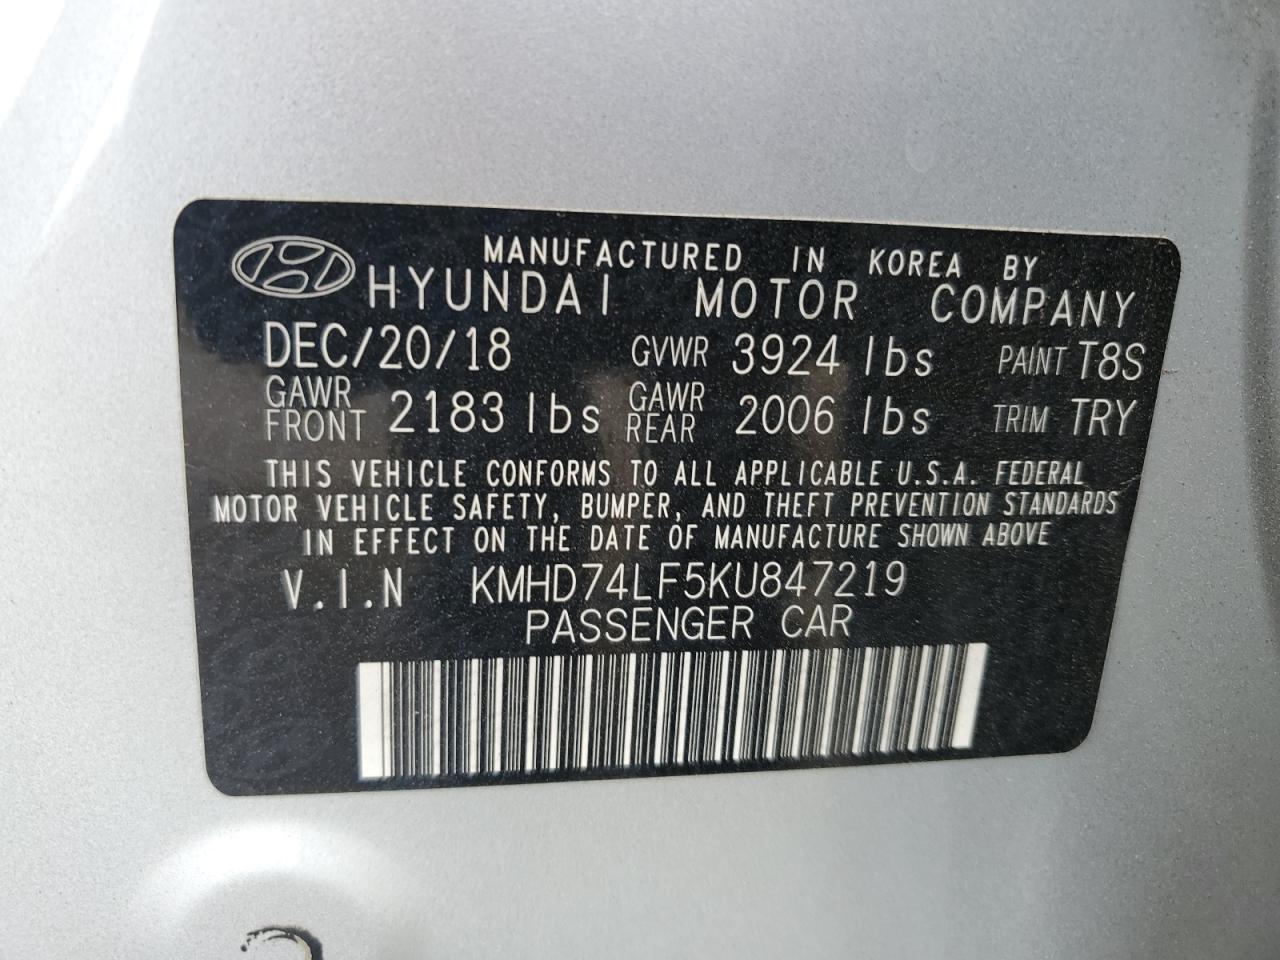 MANUFACTURED IN KOREA BY
HYUNDAI MOTOR COMPANY
DEC/20/18 GVWR 3924 lbs PAINT T8S
GAWR FRONT 2183 lbs GAWR REAR 2006 lbs TRIM TRY
THIS VEHICLE CONFORMS TO ALL APPLICABLE U.S.A. FEDERAL
MOTOR VEHICLE SAFETY, BUMPER, AND THEFT PREVENTION STANDARDS
IN EFFECT ON THE DATE OF MANUFACTURE SHOWN ABOVE
V.I.N KMHD74LF5KU847219
PASSENGER CAR